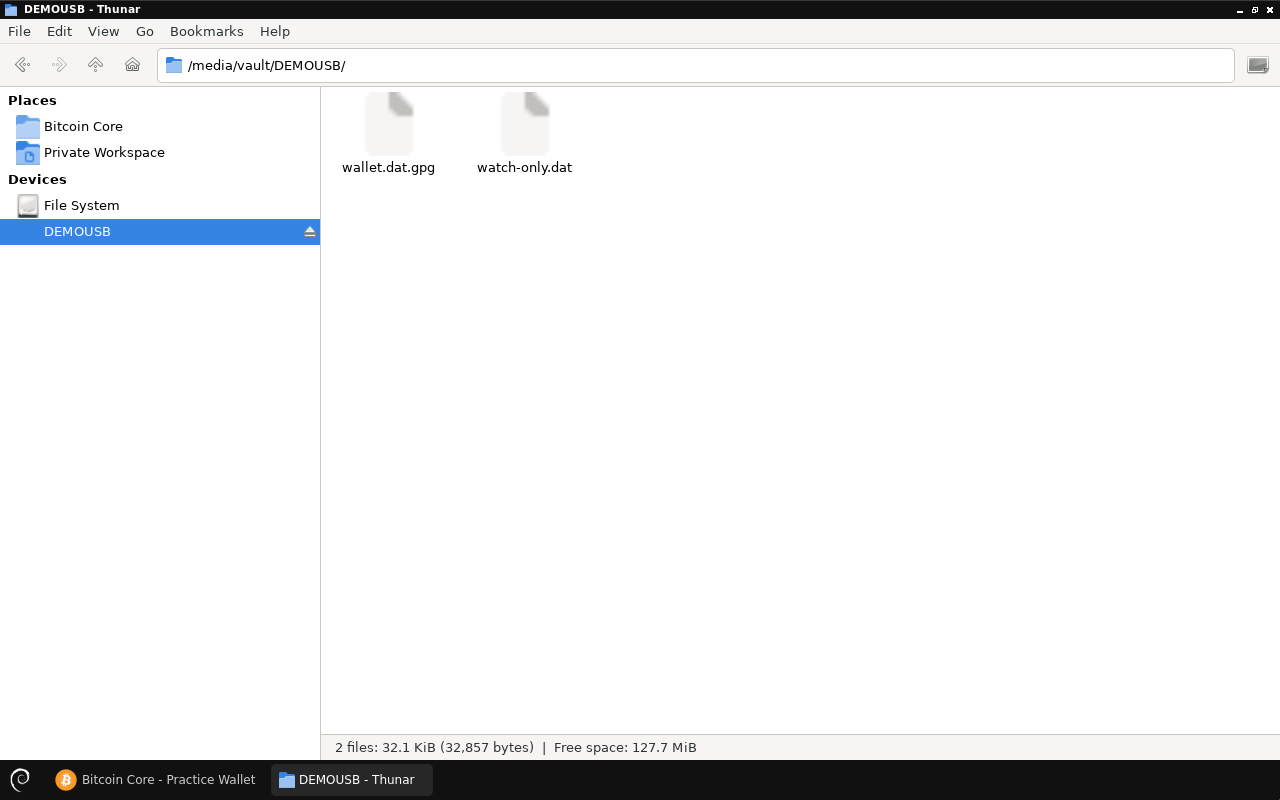 DEMOUSB - Thunar
File Edit View Go Bookmarks Help
/media/vault/DEMOUSB/
Places
Bitcoin Core
Private Workspace
Devices
File System
DEMOUSB
wallet.dat.gpg
watch-only.dat
2 files: 32.1 KiB (32,857 bytes) | Free space: 127.7 MiB
Bitcoin Core - Practice Wallet
DEMOUSB - Thunar